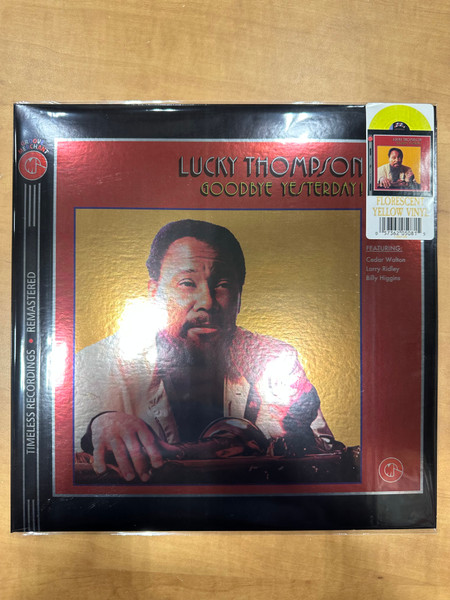 LUCKY THOMPSON
GOODBYE YESTERDAY!
FLORESCENT
YELLOW VINYL
FEATURING:
Cedar Walton
Larry Ridley
Billy Higgins
TIMELESS RECORDINGS • REMASTERED